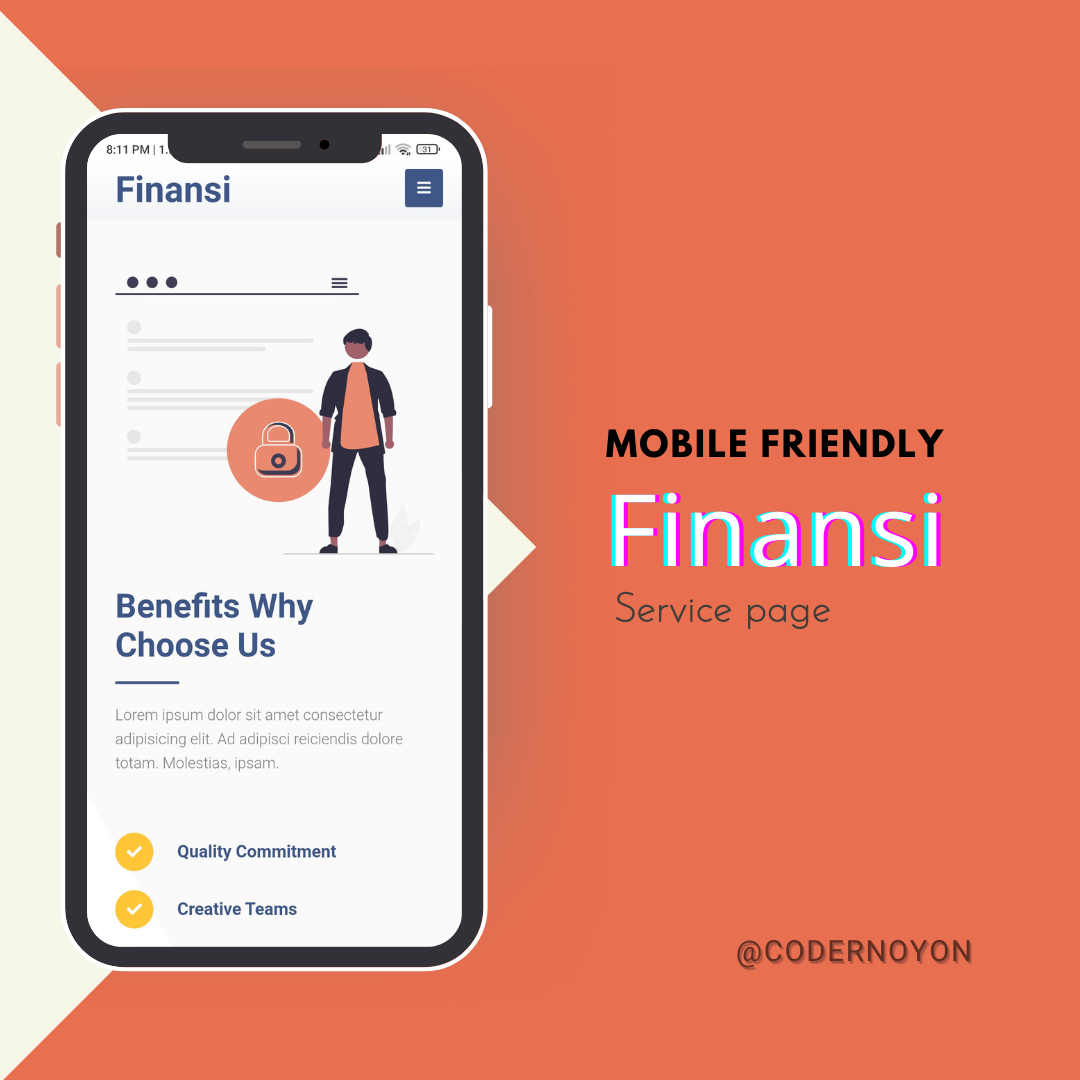 8:11 PM | 1.
31
Finansi
Benefits Why
Choose Us
Lorem ipsum dolor sit amet consectetur
adipisicing elit. Ad adipisci reiciendis dolore
totam. Molestias, ipsam.
Quality Commitment
Creative Teams
MOBILE FRIENDLY
Finansi
Service page
@CODERNOYON